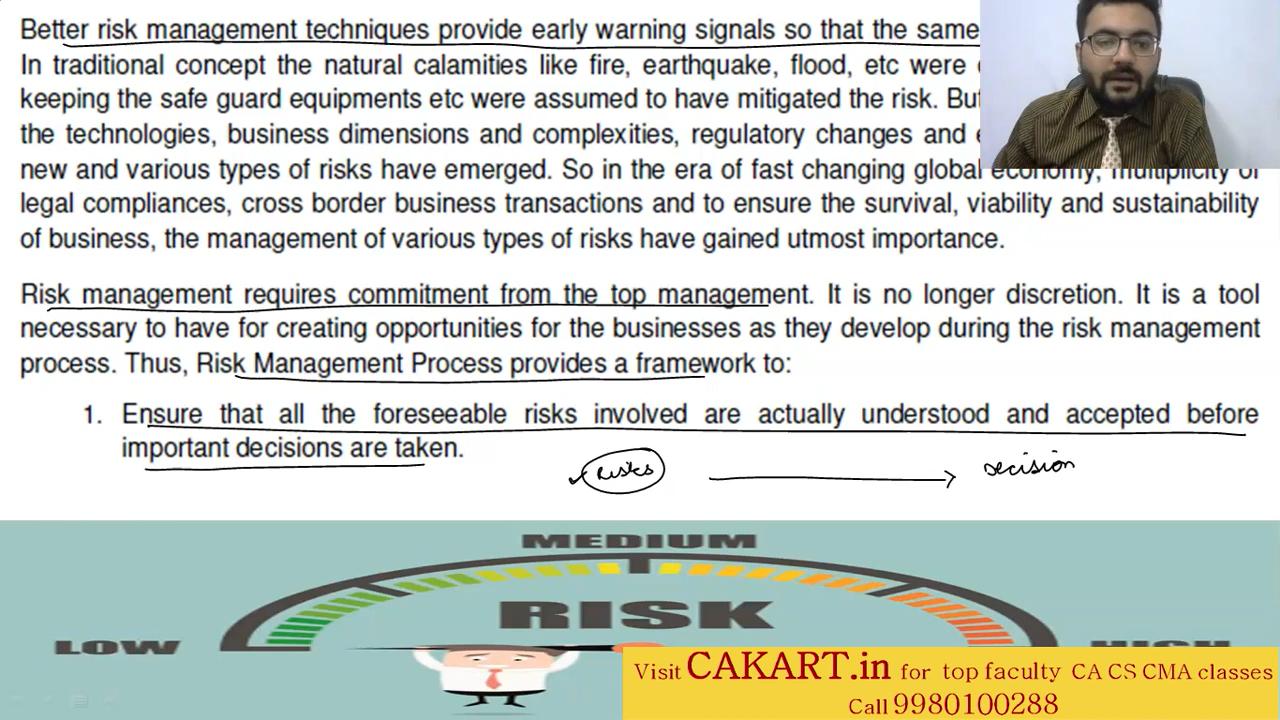 Better risk management techniques provide early warning signals so that the same
In traditional concept the natural calamities like fire, earthquake, flood, etc were
keeping the safe guard equipments etc were assumed to have mitigated the risk. But
the technologies, business dimensions and complexities, regulatory changes and
new and various types of risks have emerged. So in the era of fast changing global economy, multiplicity of
legal compliances, cross border business transactions and to ensure the survival, viability and sustainability
of business, the management of various types of risks have gained utmost importance.
Risk management requires commitment from the top management. It is no longer discretion. It is a tool
necessary to have for creating opportunities for the businesses as they develop during the risk management
process. Thus, Risk Management Process provides a framework to:
1. Ensure that all the foreseeable risks involved are actually understood and accepted before
important decisions are taken.
Risks decision
MEDIUM
RISK
LOW HIGH
Visit CAKART.in for top faculty CA CS CMA classes
Call 9980100288